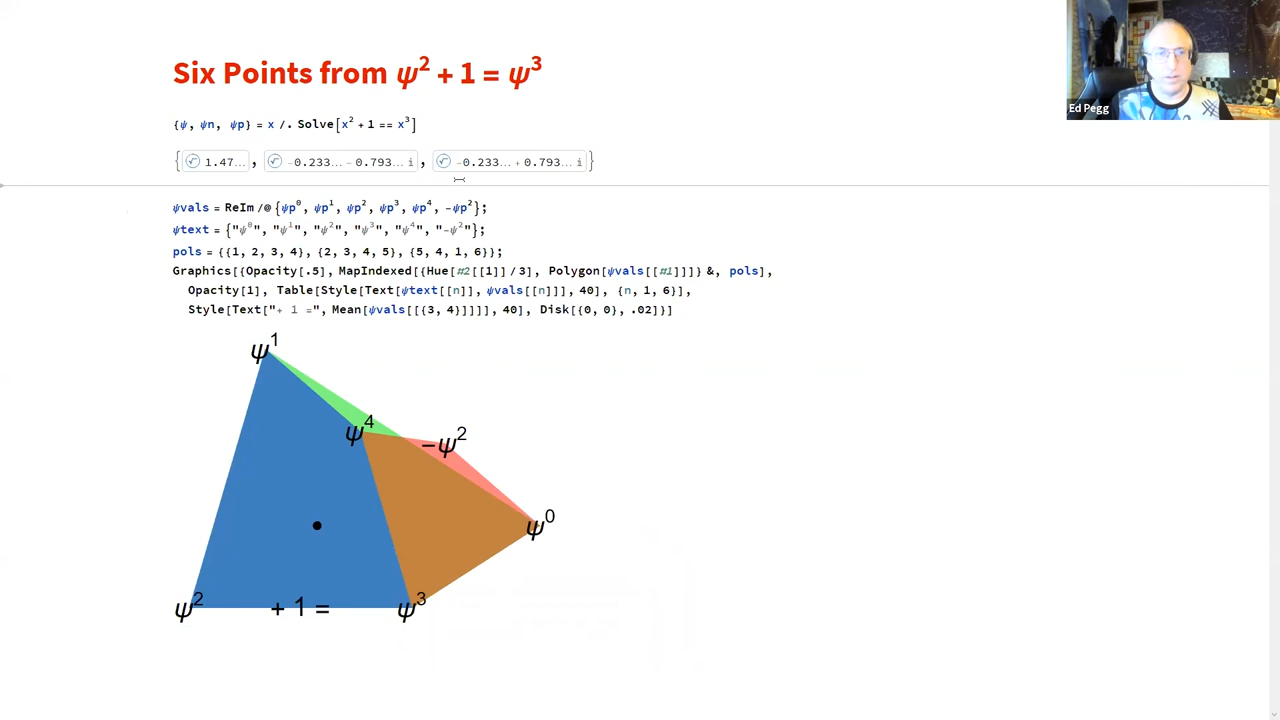 Six Points from ψ² + 1 = ψ³
Ed Pegg
{ψ, ψn, ψp} = x /. Solve[x² + 1 == x³]
{1.47..., -0.233... - 0.793... i, -0.233... + 0.793... i}
ψvals = ReIm /@ {ψp⁰, ψp¹, ψp², ψp³, ψp⁴, -ψp²};
ψtext = {"ψ⁰", "ψ¹", "ψ²", "ψ³", "ψ⁴", "-ψ²"};
pols = {{1, 2, 3, 4}, {2, 3, 4, 5}, {5, 4, 1, 6}};
Graphics[{Opacity[.5], MapIndexed[{Hue[#2[[1]] / 3], Polygon[ψvals[[#1]]]} &, pols],
Opacity[1], Table[Style[Text[ψtext[[n]], ψvals[[n]]], 40], {n, 1, 6}],
Style[Text["+ 1 =", Mean[ψvals[[{3, 4}]]]], 40], Disk[{0, 0}, .02]}]
ψ¹
ψ⁴
-ψ²
ψ⁰
ψ² + 1 = ψ³